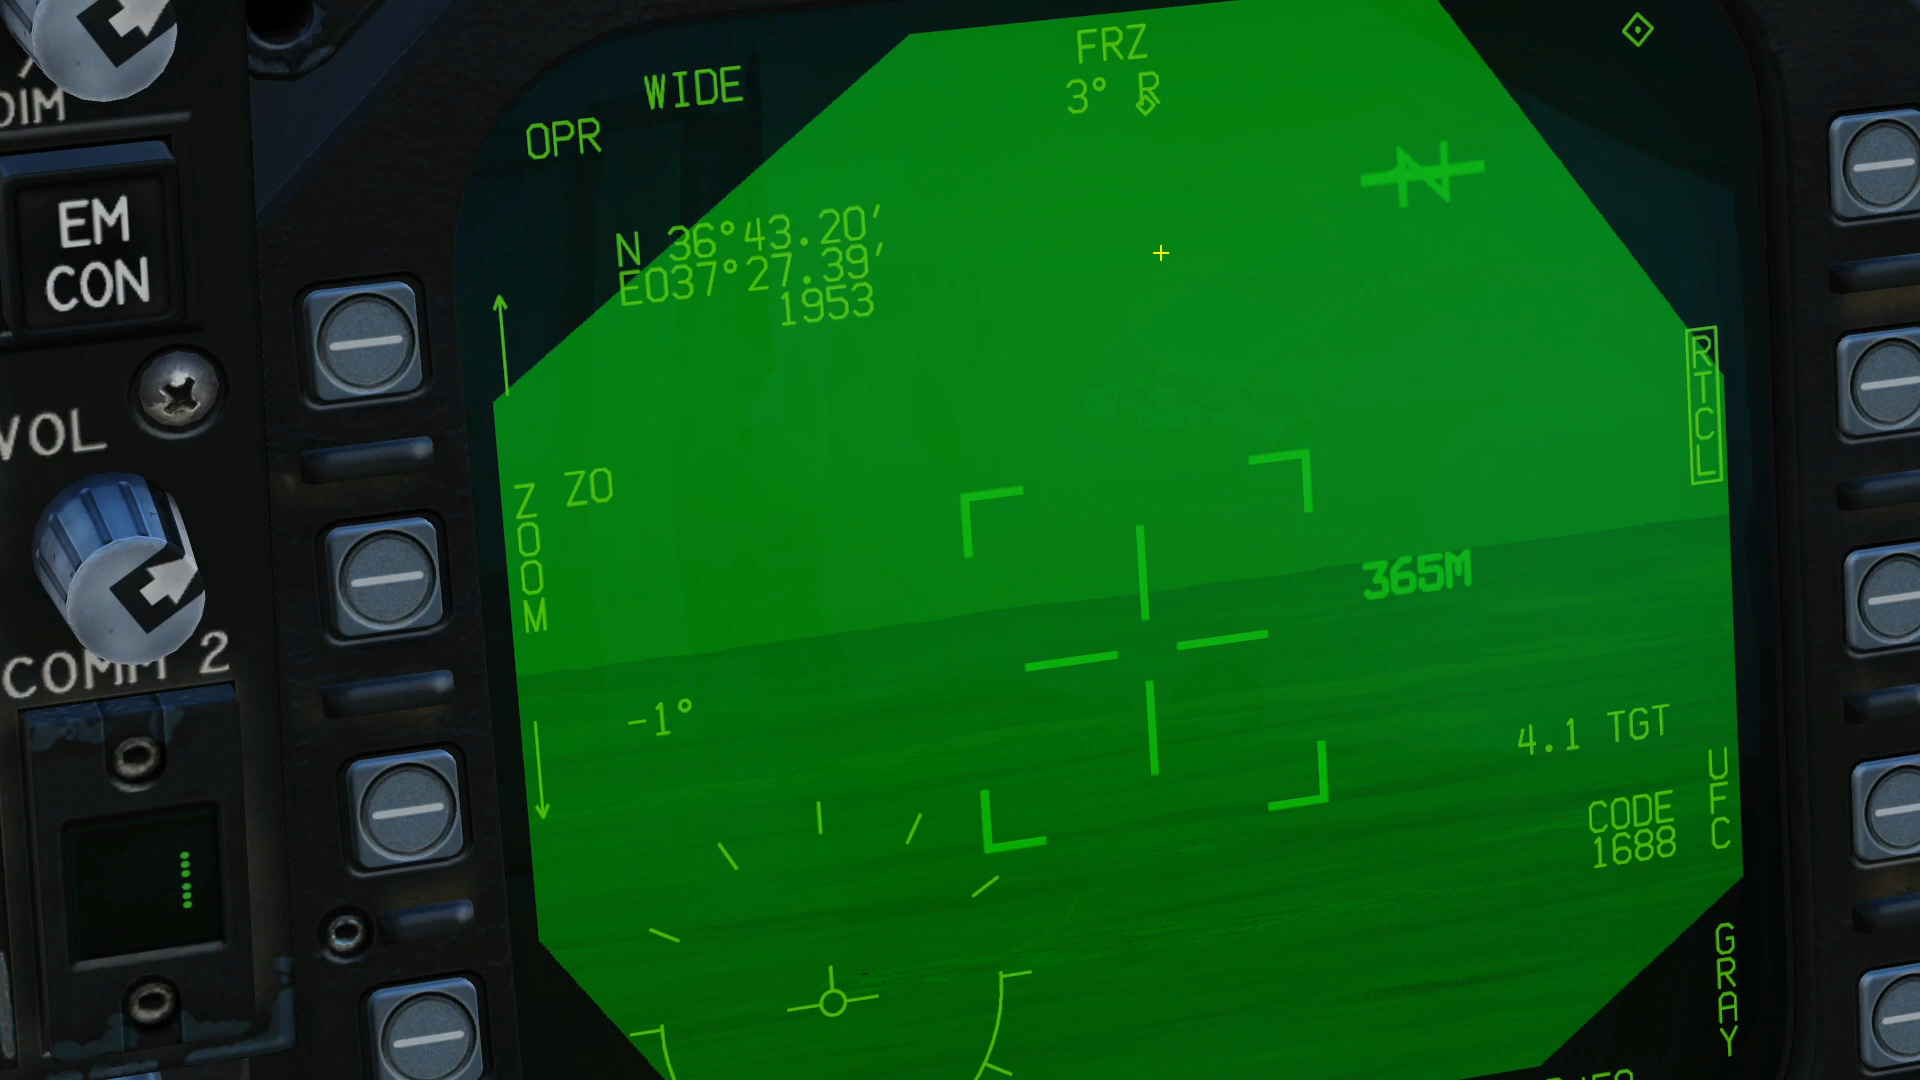 FRZ
WIDE
3° R
OPR
DIM
N 36°43.20′
E037°27.39′
1953
EM
CON
N
RTCL
VOL
ZOOM
Z0
365M
COMM 2
-1°
4.1 TGT
UFC
CODE
1688
GRAY